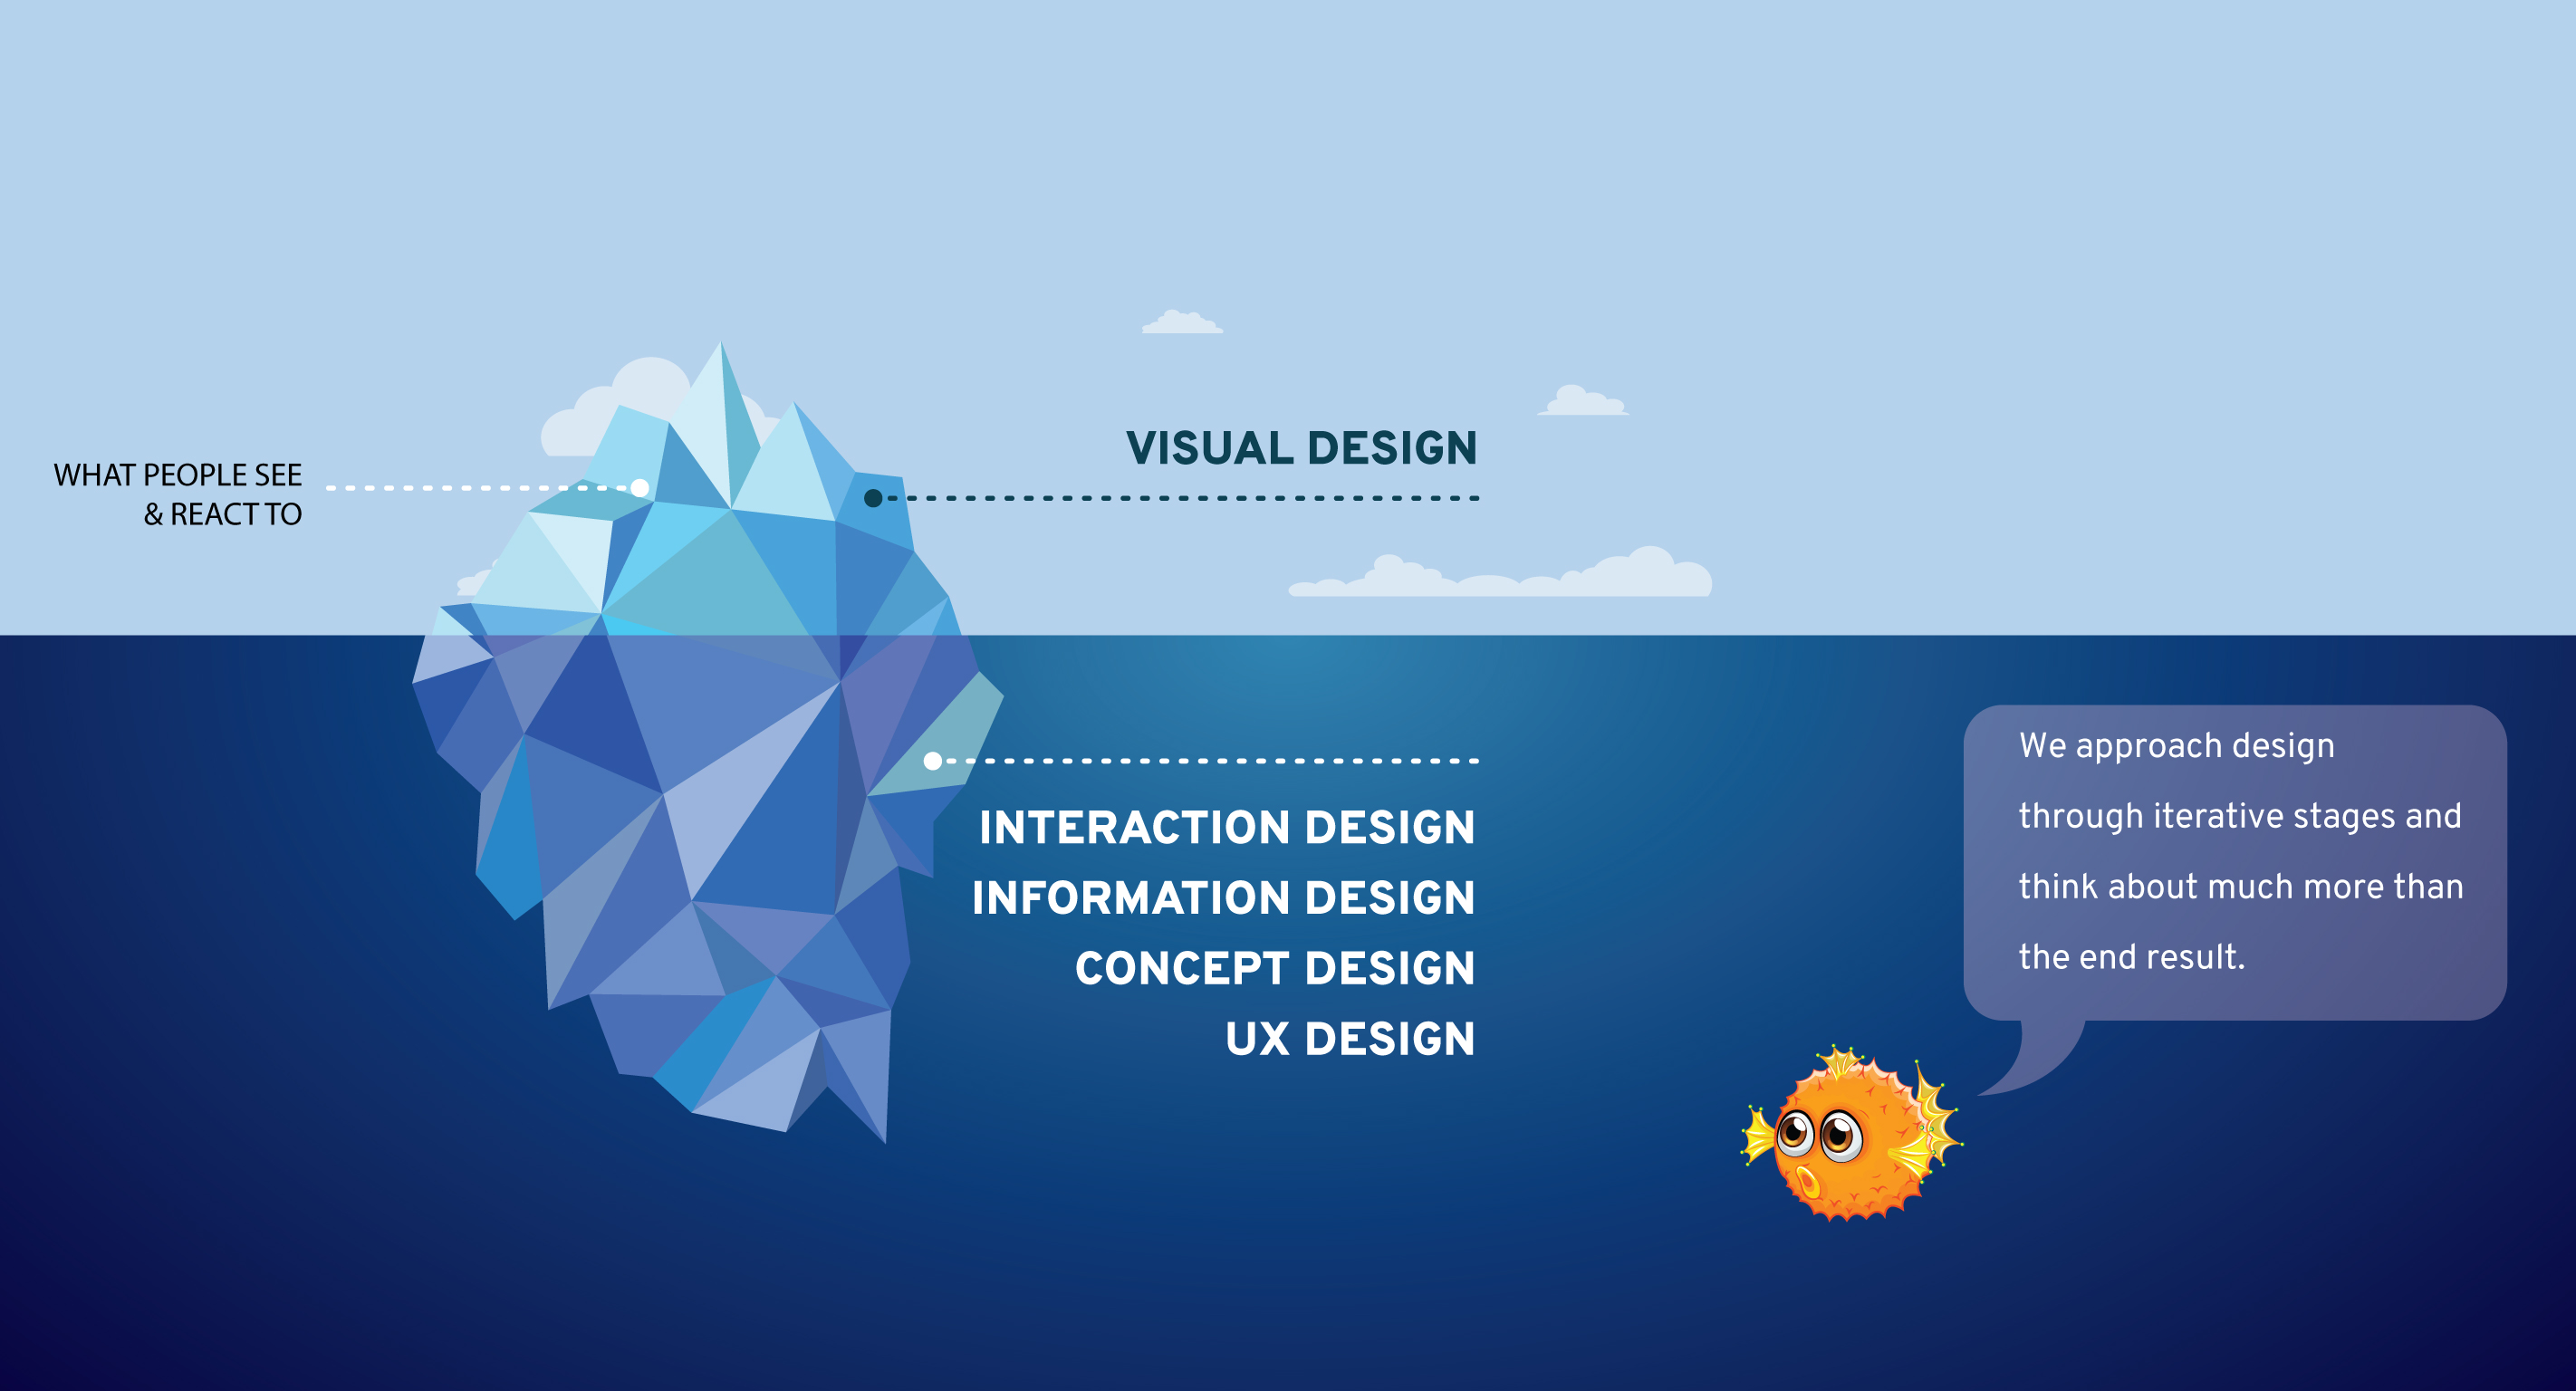 VISUAL DESIGN
WHAT PEOPLE SEE
& REACT TO
INTERACTION DESIGN
INFORMATION DESIGN
CONCEPT DESIGN
UX DESIGN
We approach design
through iterative stages and
think about much more than
the end result.